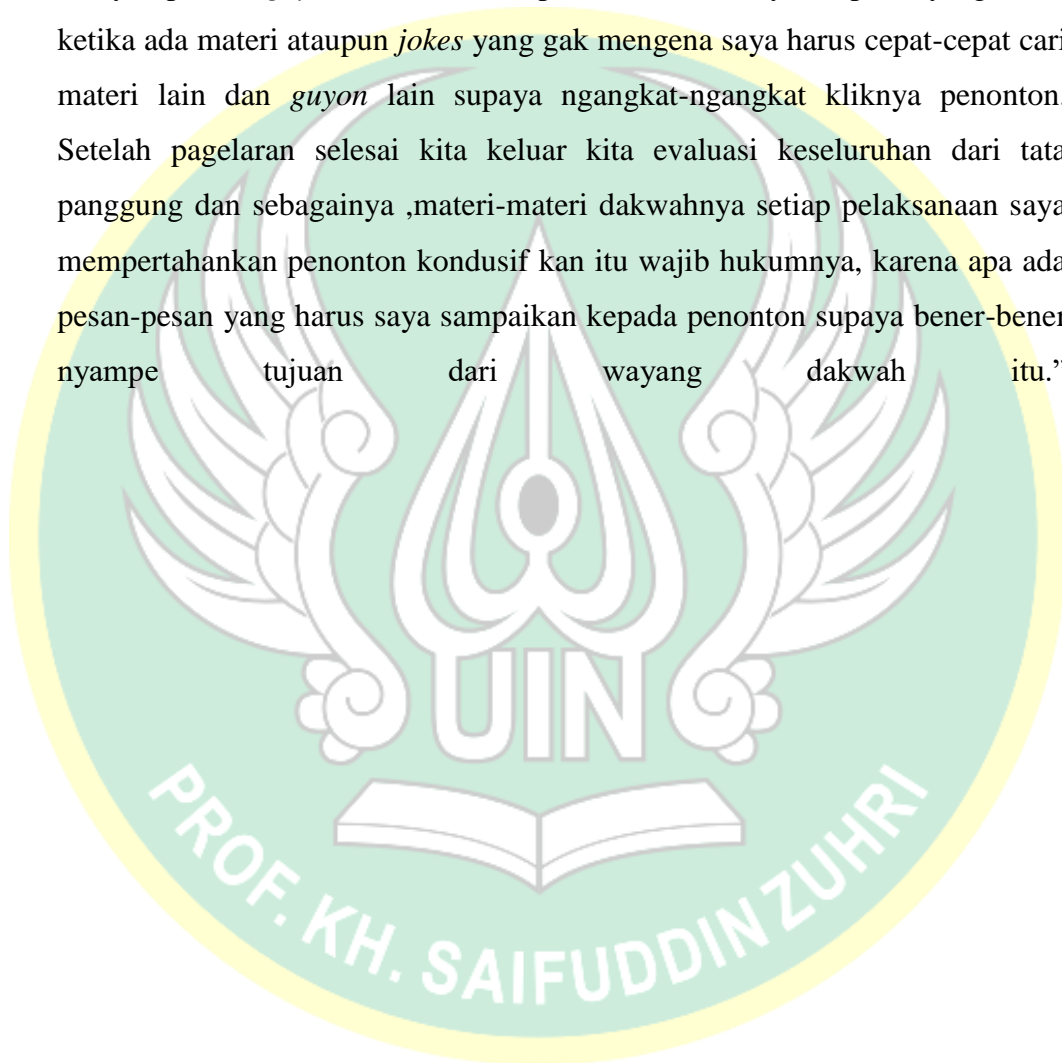 ketika ada materi ataupun jokes yang gak mengena saya harus cepat-cepat cari
materi lain dan guyon lain supaya ngangkat-ngangkat kliknya penonton.
Setelah pagelaran selesai kita keluar kita evaluasi keseluruhan dari tata
panggung dan sebagainya ,materi-materi dakwahnya setiap pelaksanaan saya
mempertahankan penonton kondusif kan itu wajib hukumnya, karena apa ada
pesan-pesan yang harus saya sampaikan kepada penonton supaya bener-bener
nyampe tujuan dari wayang dakwah itu.”
UIN
PROF. KH. SAIFUDDIN ZUHRI